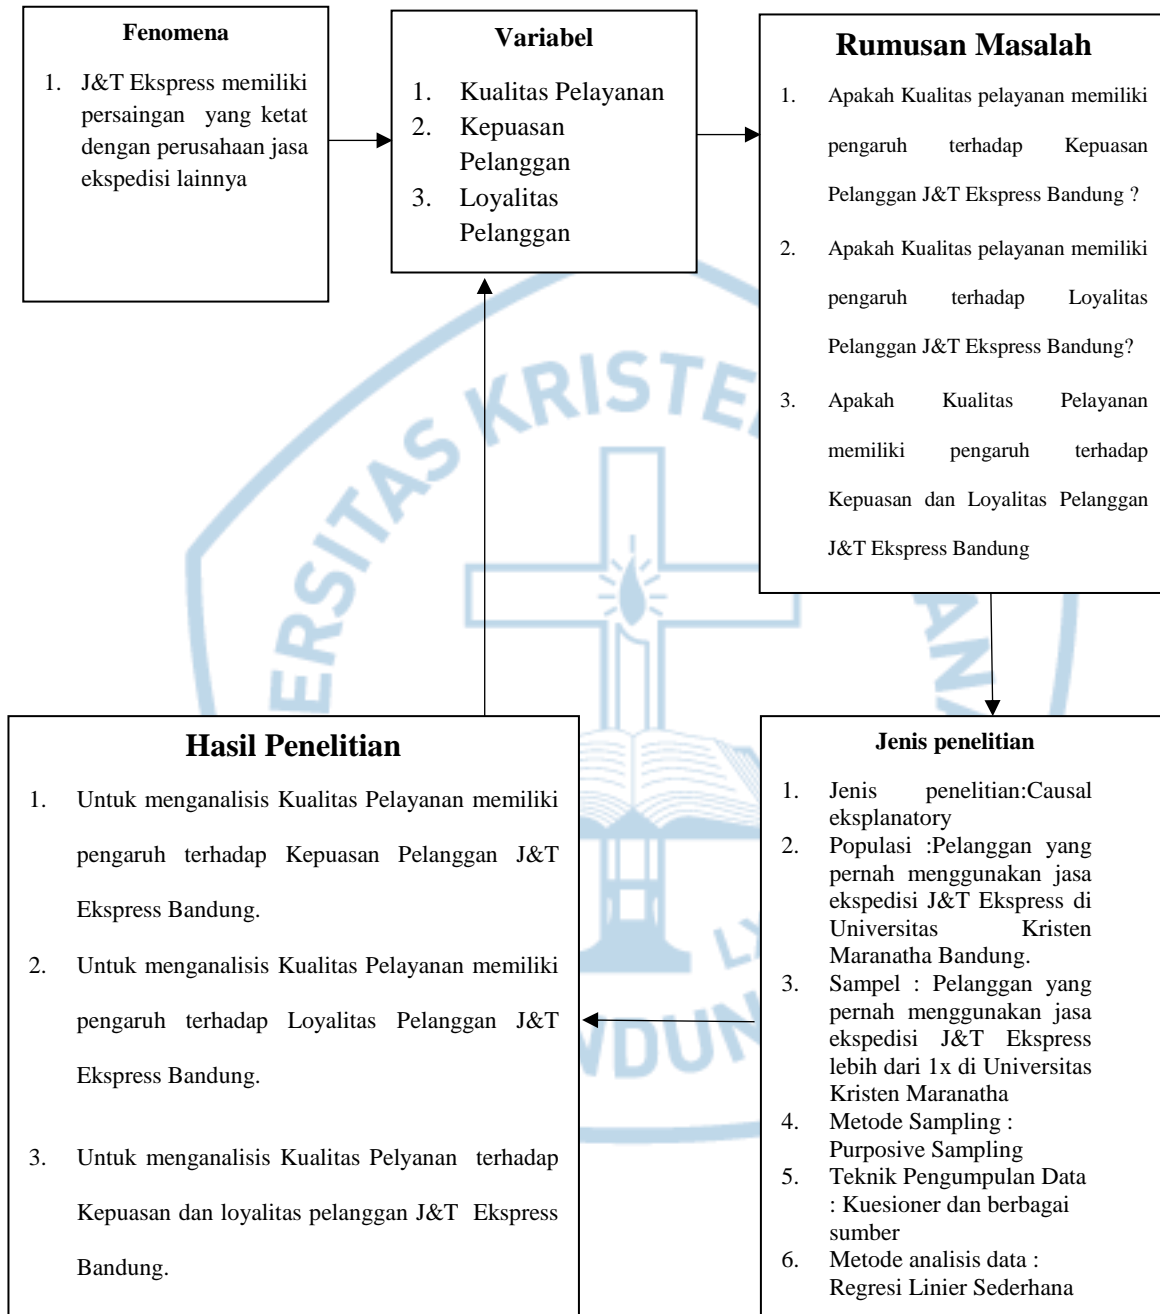 Fenomena
1. J&T Ekspress memiliki
persaingan yang ketat
dengan perusahaan jasa
ekspedisi lainnya
Variabel
1. Kualitas Pelayanan
2. Kepuasan
Pelanggan
3. Loyalitas
Pelanggan
Rumusan Masalah
1. Apakah Kualitas pelayanan memiliki
pengaruh terhadap Kepuasan
Pelanggan J&T Ekspress Bandung ?
2. Apakah Kualitas pelayanan memiliki
pengaruh terhadap Loyalitas
Pelanggan J&T Ekspress Bandung?
3. Apakah Kualitas Pelayanan
memiliki pengaruh terhadap
Kepuasan dan Loyalitas Pelanggan
J&T Ekspress Bandung
Jenis penelitian
1. Jenis penelitian:Causal
eksplanatory
2. Populasi :Pelanggan yang
pernah menggunakan jasa
ekspedisi J&T Ekspress di
Universitas Kristen
Maranatha Bandung.
3. Sampel : Pelanggan yang
pernah menggunakan jasa
ekspedisi J&T Ekspress
lebih dari 1x di Universitas
Kristen Maranatha
4. Metode Sampling :
Purposive Sampling
5. Teknik Pengumpulan Data
: Kuesioner dan berbagai
sumber
6. Metode analisis data :
Regresi Linier Sederhana
Hasil Penelitian
1. Untuk menganalisis Kualitas Pelayanan memiliki
pengaruh terhadap Kepuasan Pelanggan J&T
Ekspress Bandung.
2. Untuk menganalisis Kualitas Pelayanan memiliki
pengaruh terhadap Loyalitas Pelanggan J&T
Ekspress Bandung.
3. Untuk menganalisis Kualitas Pelyanan terhadap
Kepuasan dan loyalitas pelanggan J&T Ekspress
Bandung.
ERSITAS KRISTE
AN
LX
NDUN